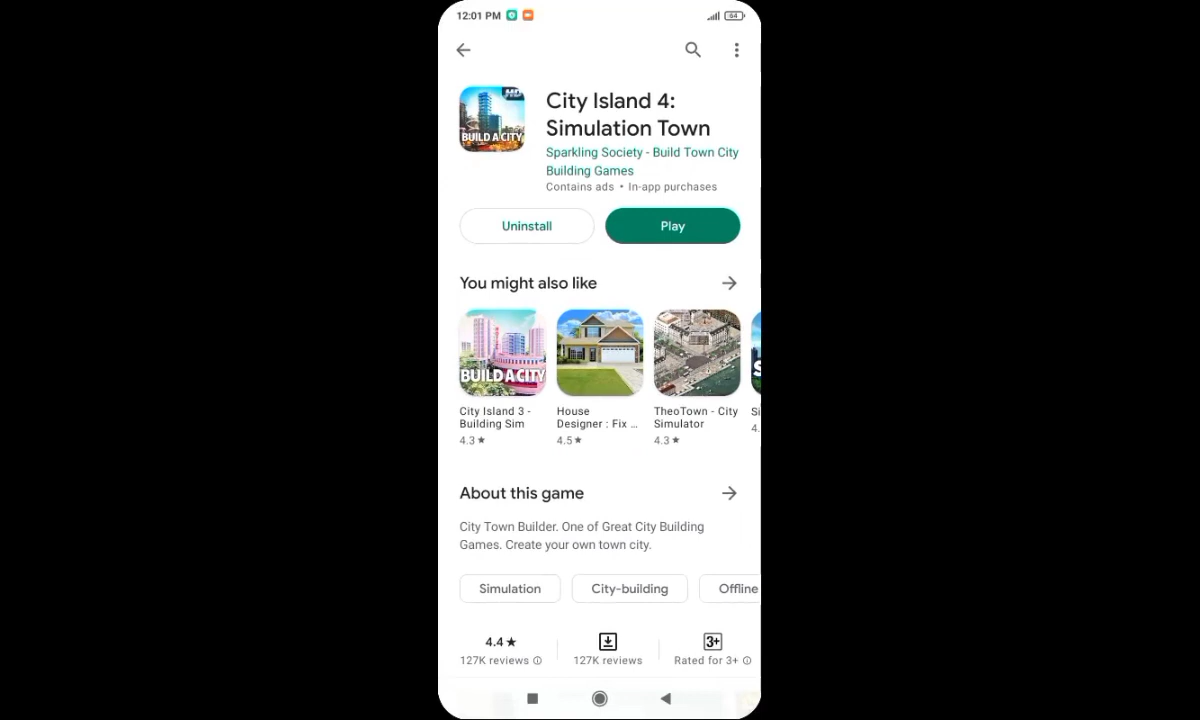 12:01 PM
64
HD
BUILD A CITY
City Island 4:
Simulation Town
Sparkling Society - Build Town City
Building Games
Contains ads • In-app purchases
Uninstall
Play
You might also like
BUILD A CITY
City Island 3 -
Building Sim
4.3★
House
Designer : Fix ...
4.5★
TheoTown - City
Simulator
4.3★
S
Si
4.
About this game
City Town Builder. One of Great City Building
Games. Create your own town city.
Simulation
City-building
Offline
4.4★
127K reviews
127K reviews
3+
Rated for 3+